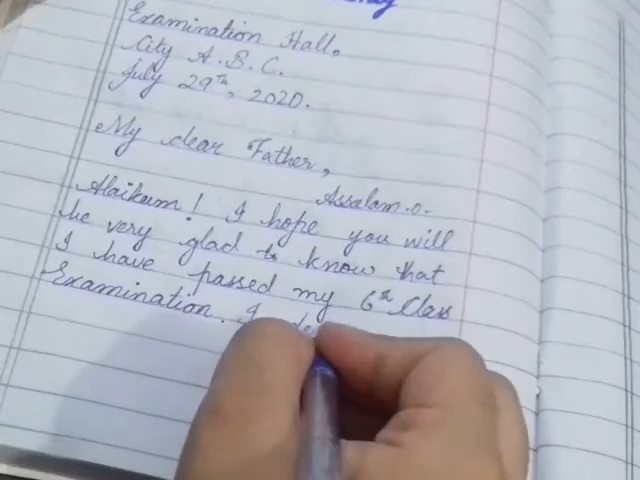 Examination Hall.
City A.B.C.
July 29th, 2020.
My dear Father,
Assalam-o-
Alaikum! I hope you will
be very glad to know that
I have passed my 6th Class
Examination. I